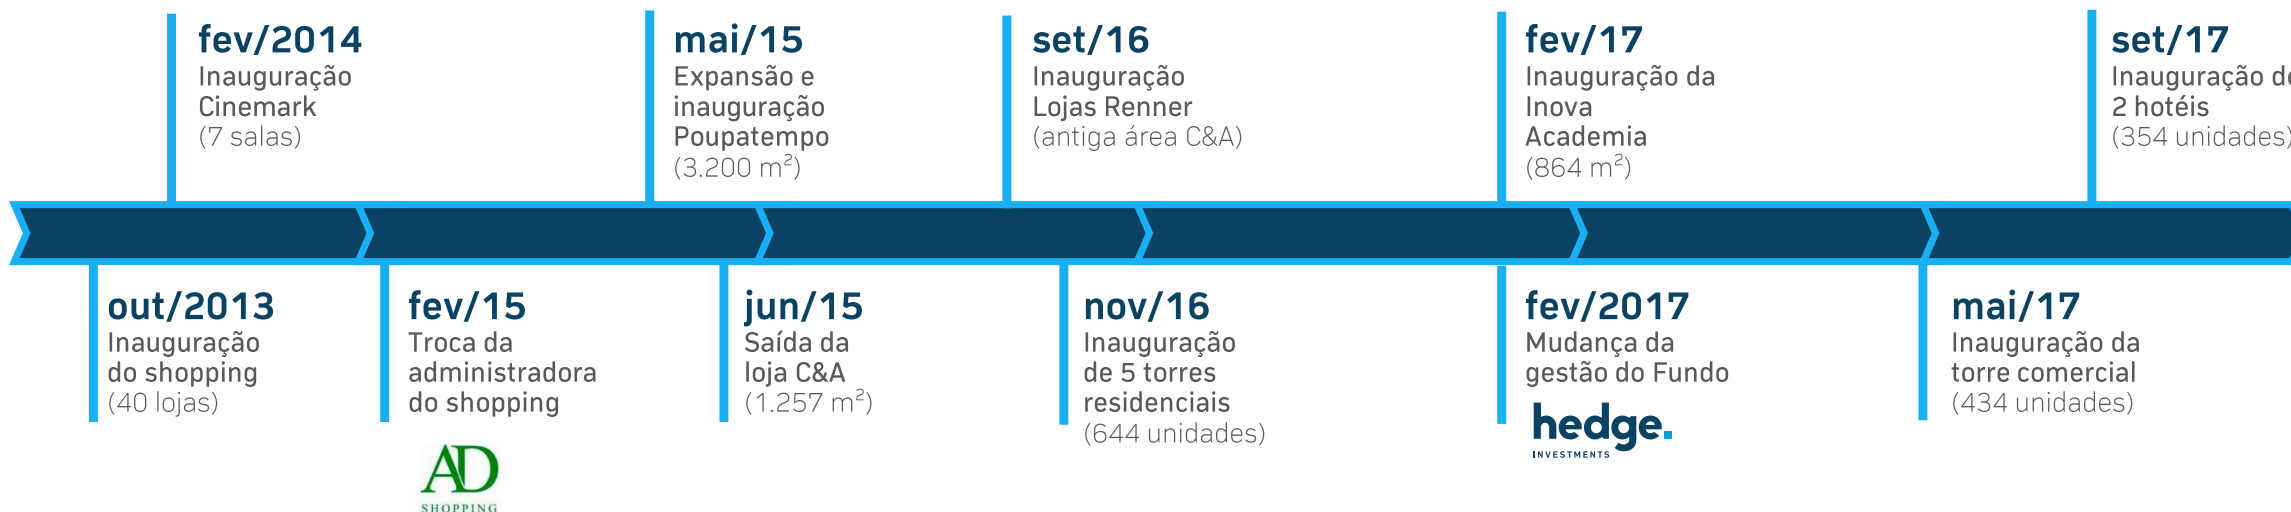 fev/2014
Inauguração
Cinemark
(7 salas)
mai/15
Expansão e
inauguração
Poupatempo
(3.200 m²)
set/16
Inauguração
Lojas Renner
(antiga área C&A)
fev/17
Inauguração da
Inova
Academia
(864 m²)
set/17
Inauguração de
2 hotéis
(354 unidades)
out/2013
Inauguração
do shopping
(40 lojas)
fev/15
Troca da
administradora
do shopping
AD
SHOPPING
jun/15
Saída da
loja C&A
(1.257 m²)
nov/16
Inauguração
de 5 torres
residenciais
(644 unidades)
fev/2017
Mudança da
gestão do Fundo
hedge.
INVESTMENTS
mai/17
Inauguração da
torre comercial
(434 unidades)